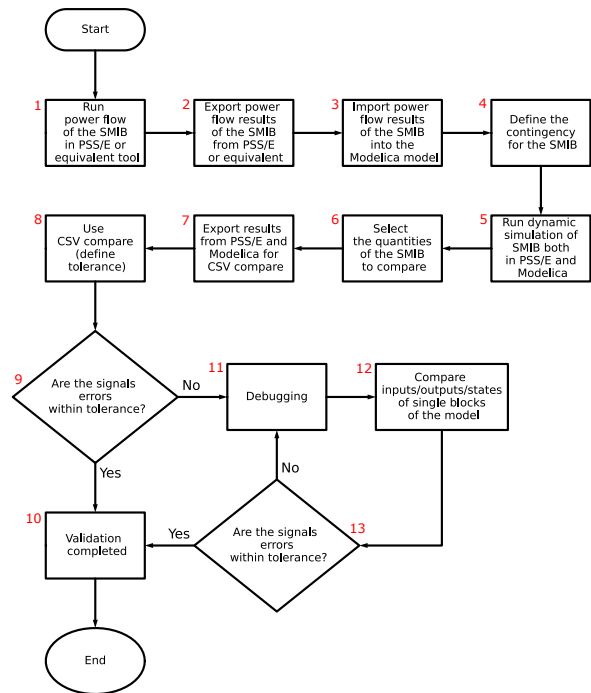 Start
1
Run
power flow
of the SMIB
in PSS/E or
equivalent tool
2
Export power
flow results
of the SMIB
from PSS/E
or equivalent
3
Import power
flow results
of the SMIB
into the
Modelica model
4
Define the
contingency
for the SMIB
5
Run dynamic
simulation of
SMIB both
in PSS/E and
Modelica
6
Select
the quantities
of the SMIB
to compare
7
Export results
from PSS/E and
Modelica for
CSV compare
8
Use
CSV compare
(define
tolerance)
9
Are the signals
errors
within tolerance?
No
Yes
11
Debugging
12
Compare
inputs/outputs/states
of single blocks
of the model
13
Are the signals
errors
within tolerance?
No
Yes
10
Validation
completed
End